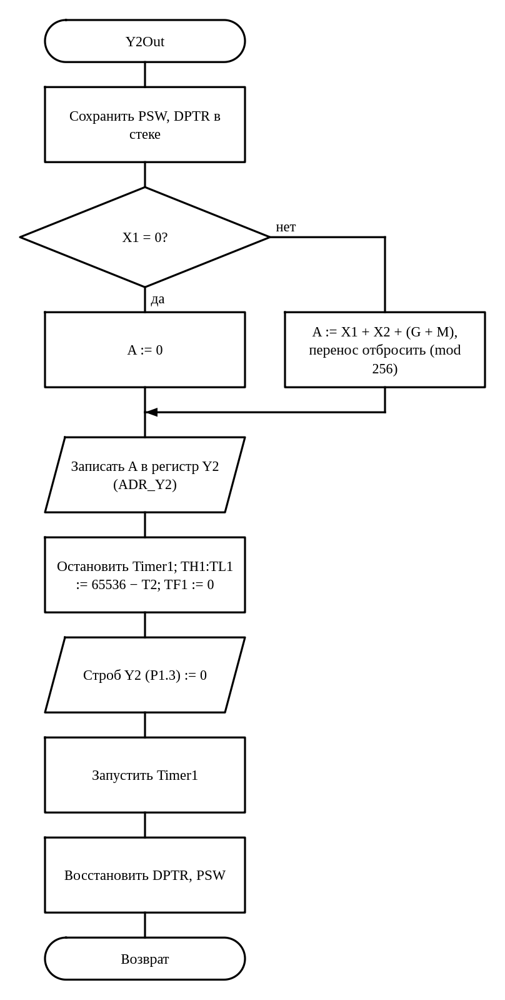 Y2Out
Сохранить PSW, DPTR в
стеке
X1 = 0?
нет
да
A := 0
A := X1 + X2 + (G + M),
перенос отбросить (mod
256)
Записать A в регистр Y2
(ADR_Y2)
Остановить Timer1; TH1:TL1
:= 65536 − T2; TF1 := 0
Строб Y2 (P1.3) := 0
Запустить Timer1
Восстановить DPTR, PSW
Возврат